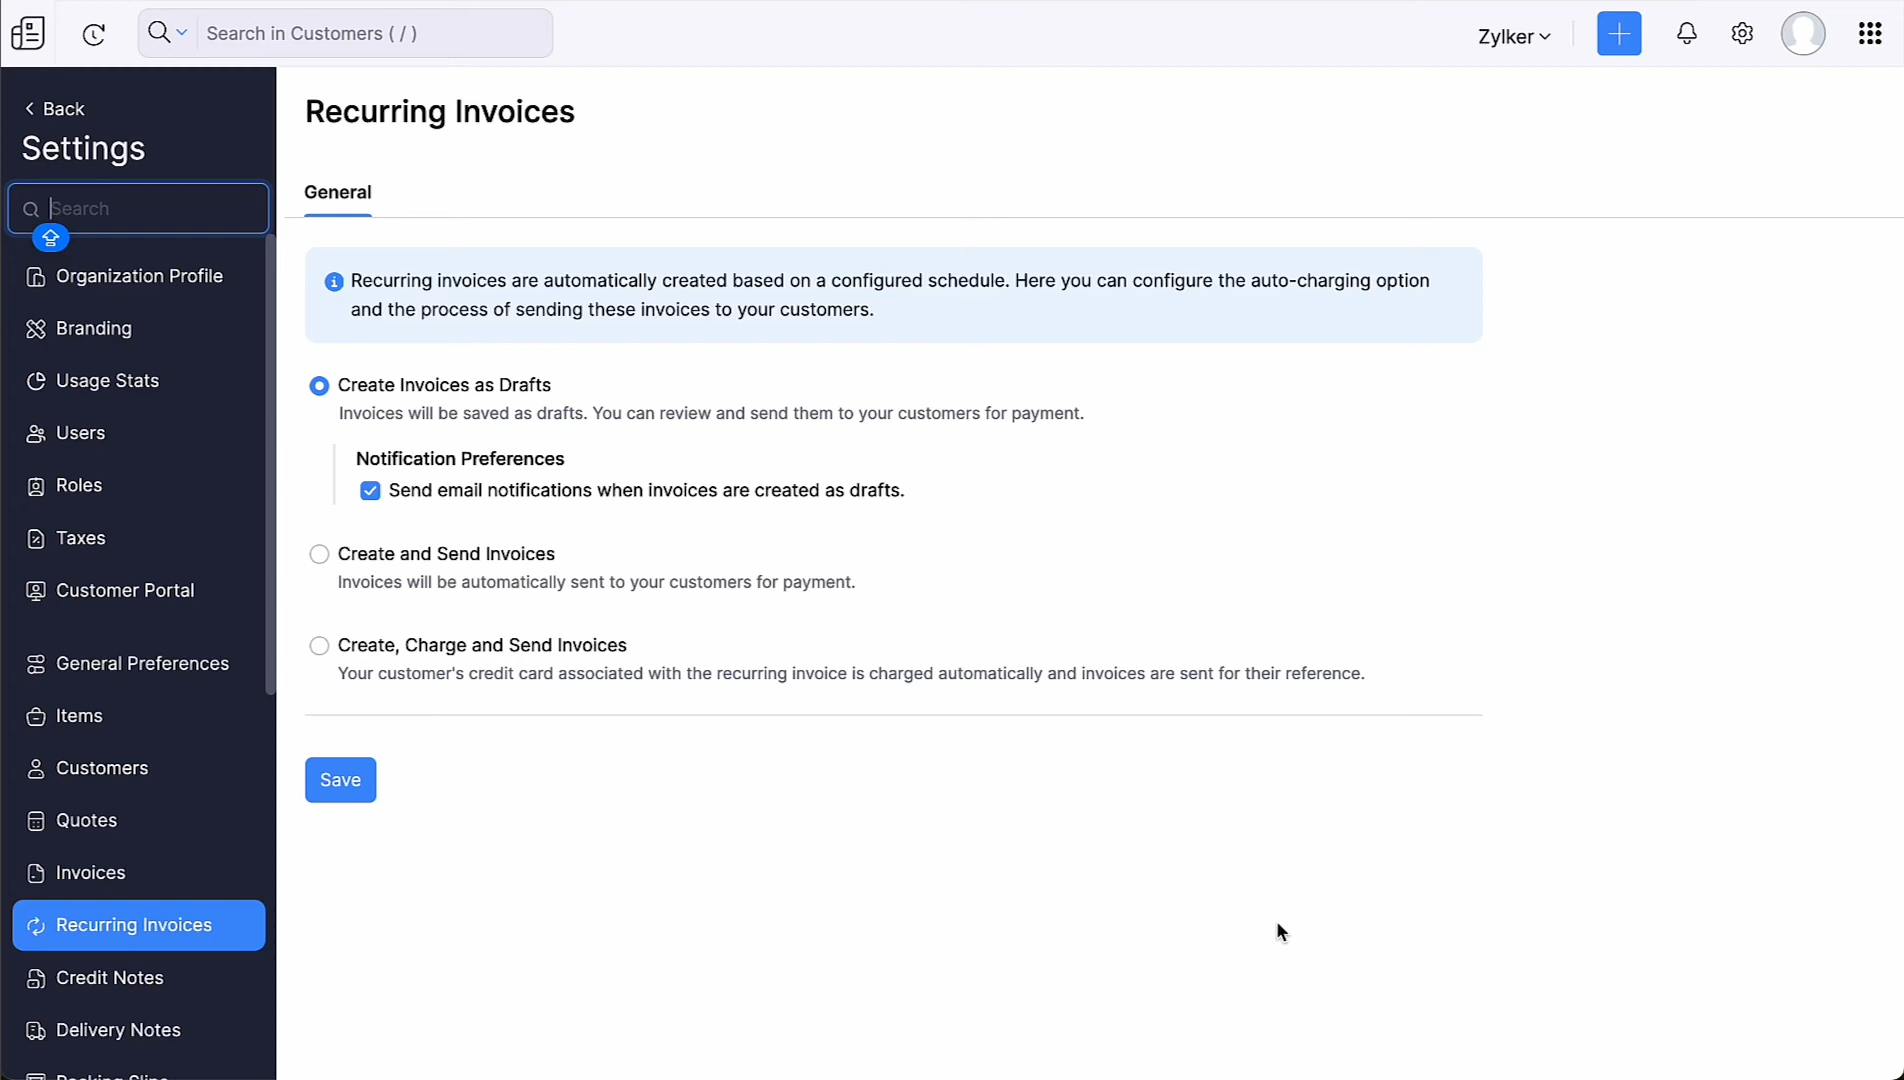 Search in Customers ( / )
Zylker
Back
Settings
Search
Organization Profile
Branding
Usage Stats
Users
Roles
Taxes
Customer Portal
General Preferences
Items
Customers
Quotes
Invoices
Recurring Invoices
Credit Notes
Delivery Notes
Packing Slips
Recurring Invoices
General
Recurring invoices are automatically created based on a configured schedule. Here you can configure the auto-charging option
and the process of sending these invoices to your customers.
Create Invoices as Drafts
Invoices will be saved as drafts. You can review and send them to your customers for payment.
Notification Preferences
Send email notifications when invoices are created as drafts.
Create and Send Invoices
Invoices will be automatically sent to your customers for payment.
Create, Charge and Send Invoices
Your customer's credit card associated with the recurring invoice is charged automatically and invoices are sent for their reference.
Save